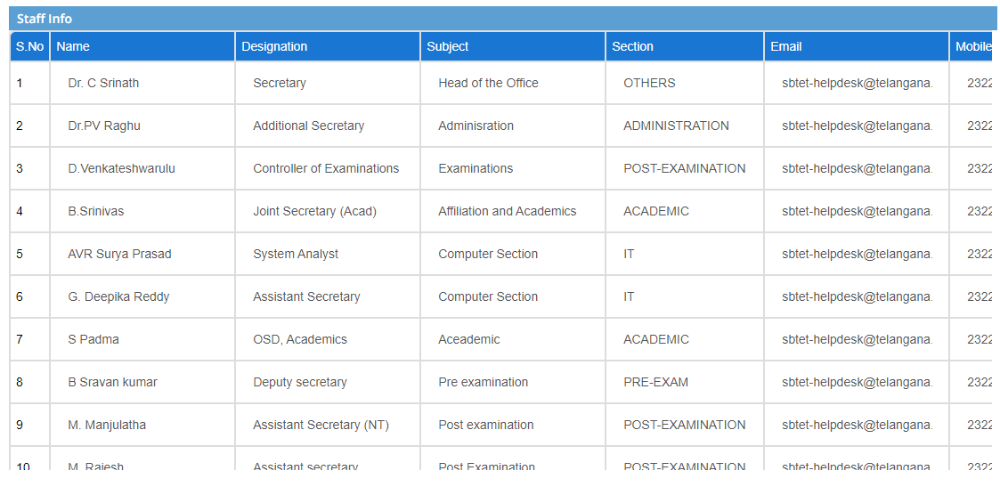 Staff Info
S.No Name Designation Subject Section Email Mobile
1 Dr. C Srinath Secretary Head of the Office OTHERS sbtet-helpdesk@telangana. 2322
2 Dr.PV Raghu Additional Secretary Adminisration ADMINISTRATION sbtet-helpdesk@telangana. 2322
3 D.Venkateshwarulu Controller of Examinations Examinations POST-EXAMINATION sbtet-helpdesk@telangana. 2322
4 B.Srinivas Joint Secretary (Acad) Affiliation and Academics ACADEMIC sbtet-helpdesk@telangana. 2322
5 AVR Surya Prasad System Analyst Computer Section IT sbtet-helpdesk@telangana. 2322
6 G. Deepika Reddy Assistant Secretary Computer Section IT sbtet-helpdesk@telangana. 2322
7 S Padma OSD, Academics Aceademic ACADEMIC sbtet-helpdesk@telangana. 2322
8 B Sravan kumar Deputy secretary Pre examination PRE-EXAM sbtet-helpdesk@telangana. 2322
9 M. Manjulatha Assistant Secretary (NT) Post examination POST-EXAMINATION sbtet-helpdesk@telangana. 2322
10 M. Rajesh Assistant secretary Post Examination POST-EXAMINATION sbtet-helpdesk@telangana. 2322